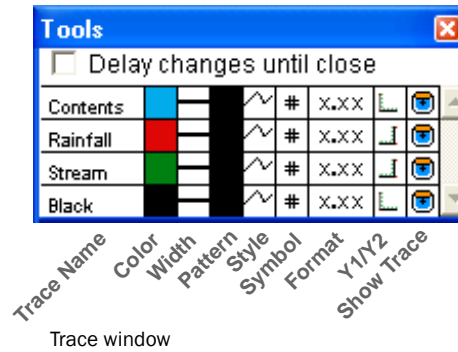 Tools
Delay changes until close
Contents # X.XX
Rainfall # X.XX
Stream # X.XX
Black # X.XX
Trace Name Color Width Pattern Style Symbol Format Y1/Y2 Show Trace
Trace window